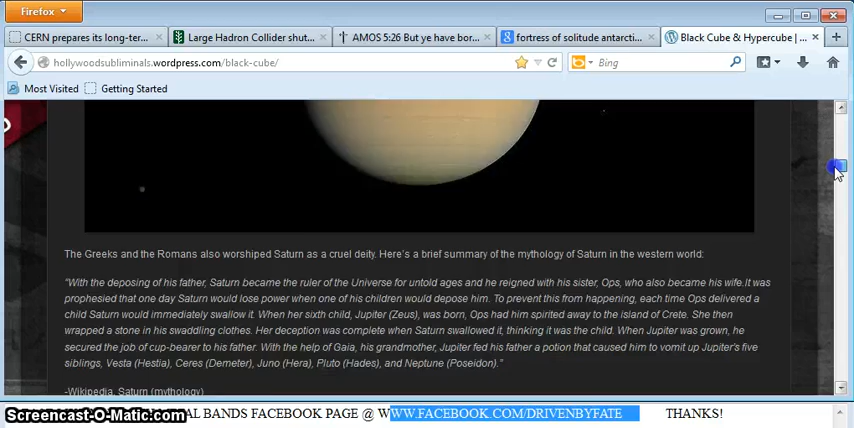 Firefox
CERN prepares its long-ter...
Large Hadron Collider shut...
AMOS 5:26 But ye have bor...
fortress of solitude antarcti...
Black Cube & Hypercube | ...
hollywoodsubliminals.wordpress.com/black-cube/
Bing
Most Visited
Getting Started
The Greeks and the Romans also worshiped Saturn as a cruel deity. Here's a brief summary of the mythology of Saturn in the western world:
"With the deposing of his father, Saturn became the ruler of the Universe for untold ages and he reigned with his sister, Ops, who also became his wife.It was
prophesied that one day Saturn would lose power when one of his children would depose him. To prevent this from happening, each time Ops delivered a
child Saturn would immediately swallow it. When her sixth child, Jupiter (Zeus), was born, Ops had him spirited away to the island of Crete. She then
wrapped a stone in his swaddling clothes. Her deception was complete when Saturn swallowed it, thinking it was the child. When Jupiter was grown, he
secured the job of cup-bearer to his father. With the help of Gaia, his grandmother, Jupiter fed his father a potion that caused him to vomit up Jupiter's five
siblings, Vesta (Hestia), Ceres (Demeter), Juno (Hera), Pluto (Hades), and Neptune (Poseidon)."
-Wikipedia, Saturn (mythology)
Screencast-O-Matic.com
BANDS FACEBOOK PAGE @ WWW.FACEBOOK.COM/DRIVENBYFATE THANKS!